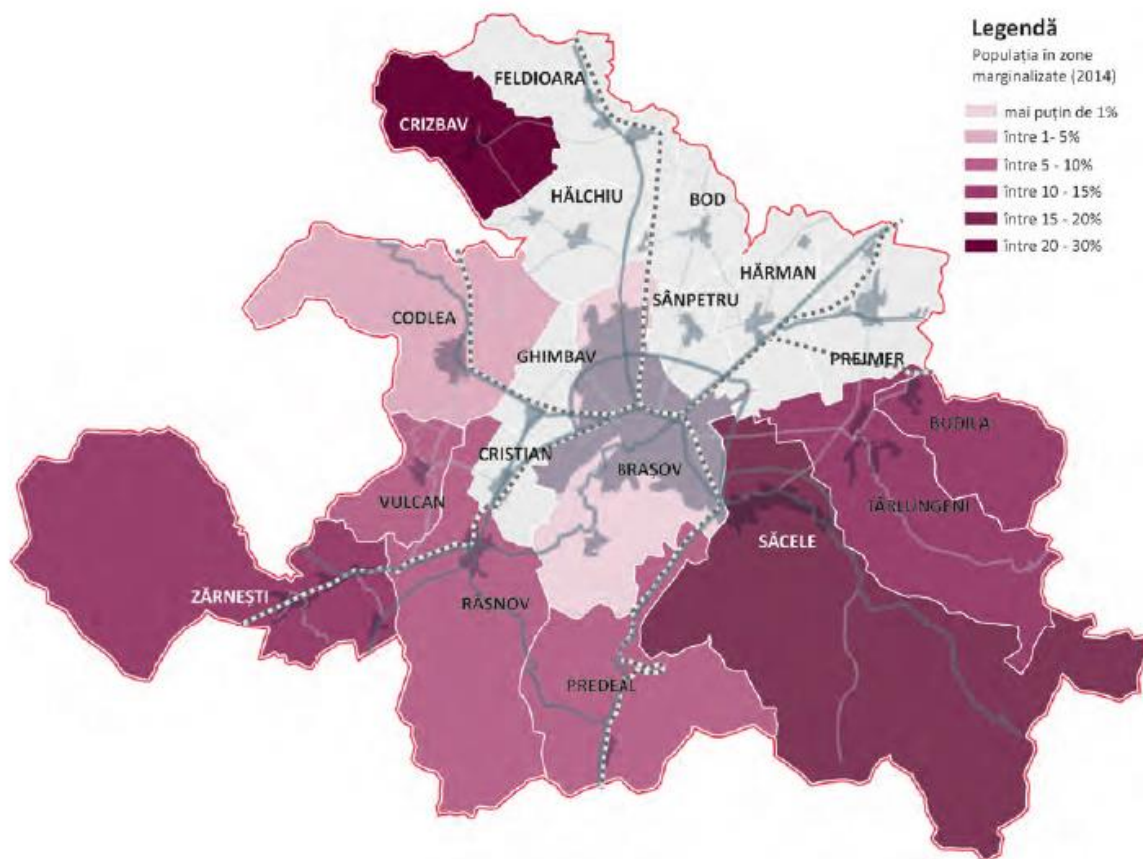 Legendă
Populația în zone
marginalizate (2014)
mai puțin de 1%
între 1- 5%
între 5 - 10%
între 10 - 15%
între 15 - 20%
între 20 - 30%
FELDIOARA
CRIZBAV
HĂLCHIU
BOD
HĂRMAN
SÂNPETRU
CODLEA
GHIMBAV
PREJMER
BUDILA
CRISTIAN
BRAȘOV
VULCAN
TĂRLUNGENI
SĂCELE
ZĂRNEȘTI
RÂSNOV
PREDEAL